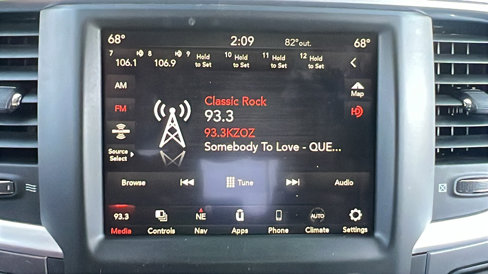 68° 2:09 82°out. 68°
7 8 9 Hold to Set 10 Hold to Set 11 Hold to Set 12 Hold to Set
106.1 106.9
AM
Map
Classic Rock
FM
93.3
93.3KZOZ
Somebody To Love - QUE...
Source Select
Browse Tune Audio
93.3 NE AUTO
Media Controls Nav Apps Phone Climate Settings